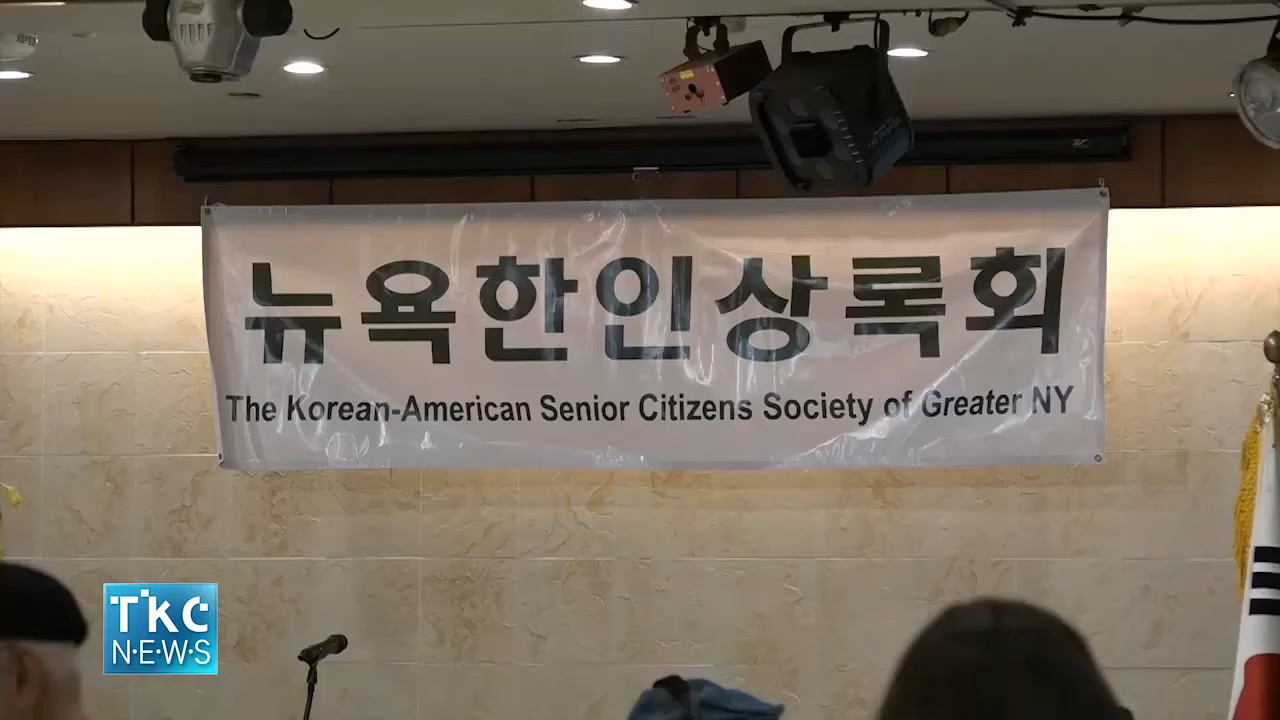 뉴욕한인상록회
The Korean-American Senior Citizens Society of Greater NY
TKC
NEWS